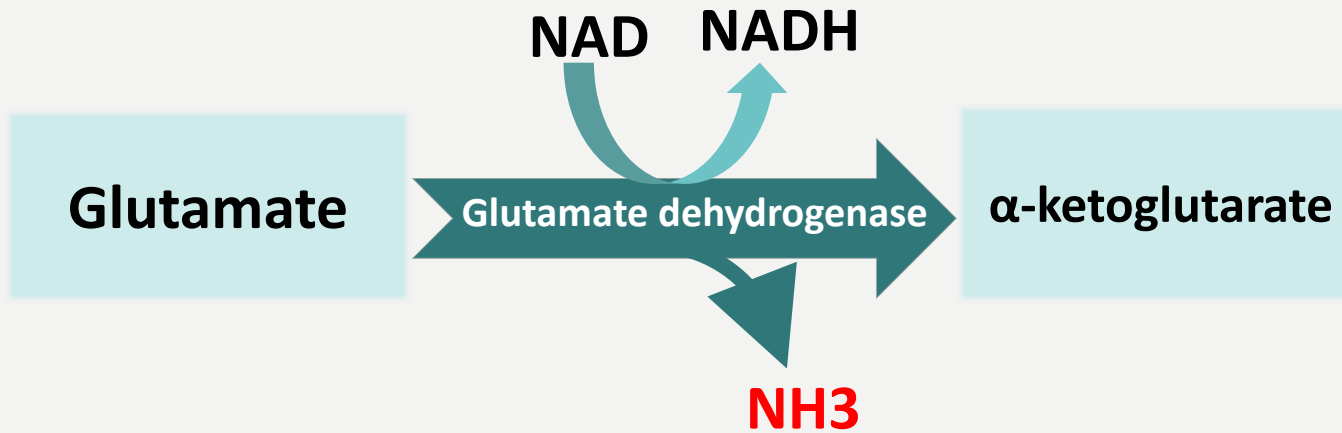 NAD NADH
Glutamate
Glutamate dehydrogenase
α-ketoglutarate
NH3